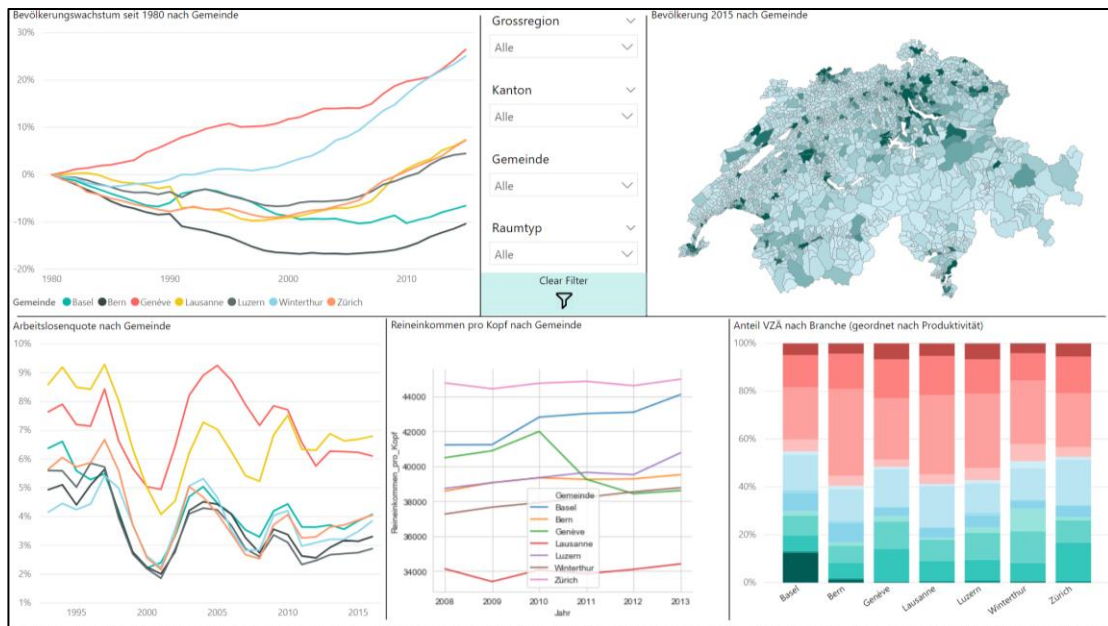 Bevölkerungswachstum seit 1980 nach Gemeinde
30%
20%
10%
0%
-10%
-20%
1980 1990 2000 2010
Gemeinde Basel Bern Genéve Lausanne Luzern Winterthur Zürich
Grossregion
Alle
Kanton
Alle
Gemeinde
Alle
Raumtyp
Alle
Clear Filter
Bevölkerung 2015 nach Gemeinde
Arbeitslosenquote nach Gemeinde
10%
9%
8%
7%
6%
5%
4%
3%
2%
1%
1995 2000 2005 2010 2015
Reineinkommen pro Kopf nach Gemeinde
Reineinkommen_pro_Kopf
44000
42000
40000
38000
36000
34000
Gemeinde
Basel
Bern
Genève
Lausanne
Luzern
Winterthur
Zürich
2008 2009 2010 2011 2012 2013
Jahr
Anteil VZÄ nach Branche (geordnet nach Produktivität)
100%
80%
60%
40%
20%
0%
Basel Bern Genéve Lausanne Luzern Winterthur Zürich